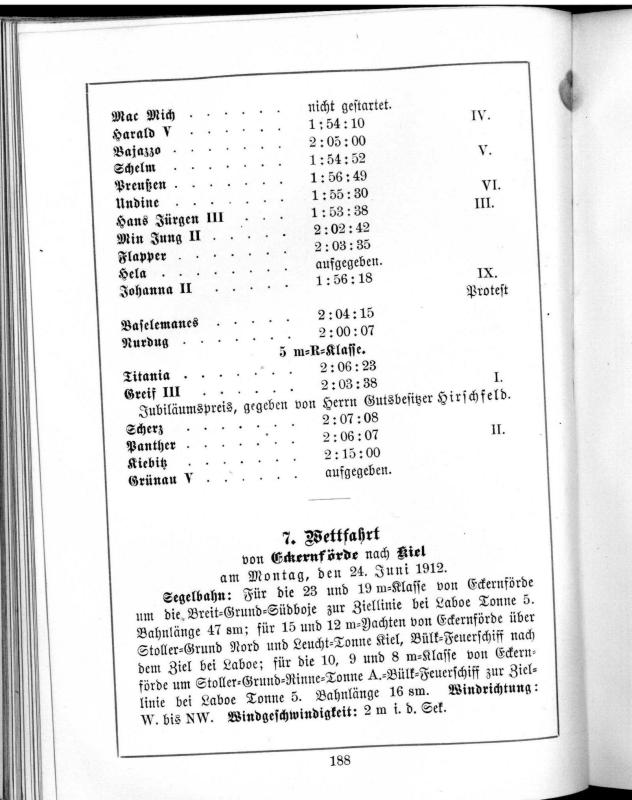 Mac Mich . . . . . . nicht gestartet.
Harald V . . . . . . 1:54:10 IV.
Bajazzo . . . . . . . 2:05:00
Schelm . . . . . . . 1:54:52 V.
Preußen . . . . . . . 1:56:49
Undine . . . . . . . 1:55:30 VI.
Hans Jürgen III . . . 1:53:38 III.
Min Jung II . . . . . 2:02:42
Flapper . . . . . . . 2:03:35
Hela . . . . . . . . aufgegeben.
Johanna II . . . . . 1:56:18 IX.
Protest
Baselemanes . . . . . 2:04:15
Nurdug . . . . . . . 2:00:07
5 m=R=Klasse.
Titania . . . . . . . 2:06:23
Greif III . . . . . . 2:03:38 I.
Jubiläumspreis, gegeben von Herrn Gutsbesitzer Hirschfeld.
Scherz . . . . . . . 2:07:08
Panther . . . . . . 2:06:07 II.
Kiebitz . . . . . . . 2:15:00
Grünau V . . . . . . aufgegeben.
7. Wettfahrt
von Eckernförde nach Kiel
am Montag, den 24. Juni 1912.
Segelbahn: Für die 23 und 19 m=Klasse von Eckernförde
um die Breit=Grund=Südboje zur Ziellinie bei Laboe Tonne 5.
Bahnlänge 47 sm; für 15 und 12 m=Yachten von Eckernförde über
Stoller=Grund Nord und Leucht=Tonne Kiel, Bülk=Feuerschiff nach
dem Ziel bei Laboe; für die 10, 9 und 8 m=Klasse von Eckern=
förde um Stoller=Grund=Rinne=Tonne A.=Bülk=Feuerschiff zur Ziel=
linie bei Laboe Tonne 5. Bahnlänge 16 sm. Windrichtung:
W. bis NW. Windgeschwindigkeit: 2 m i. d. Sek.
188